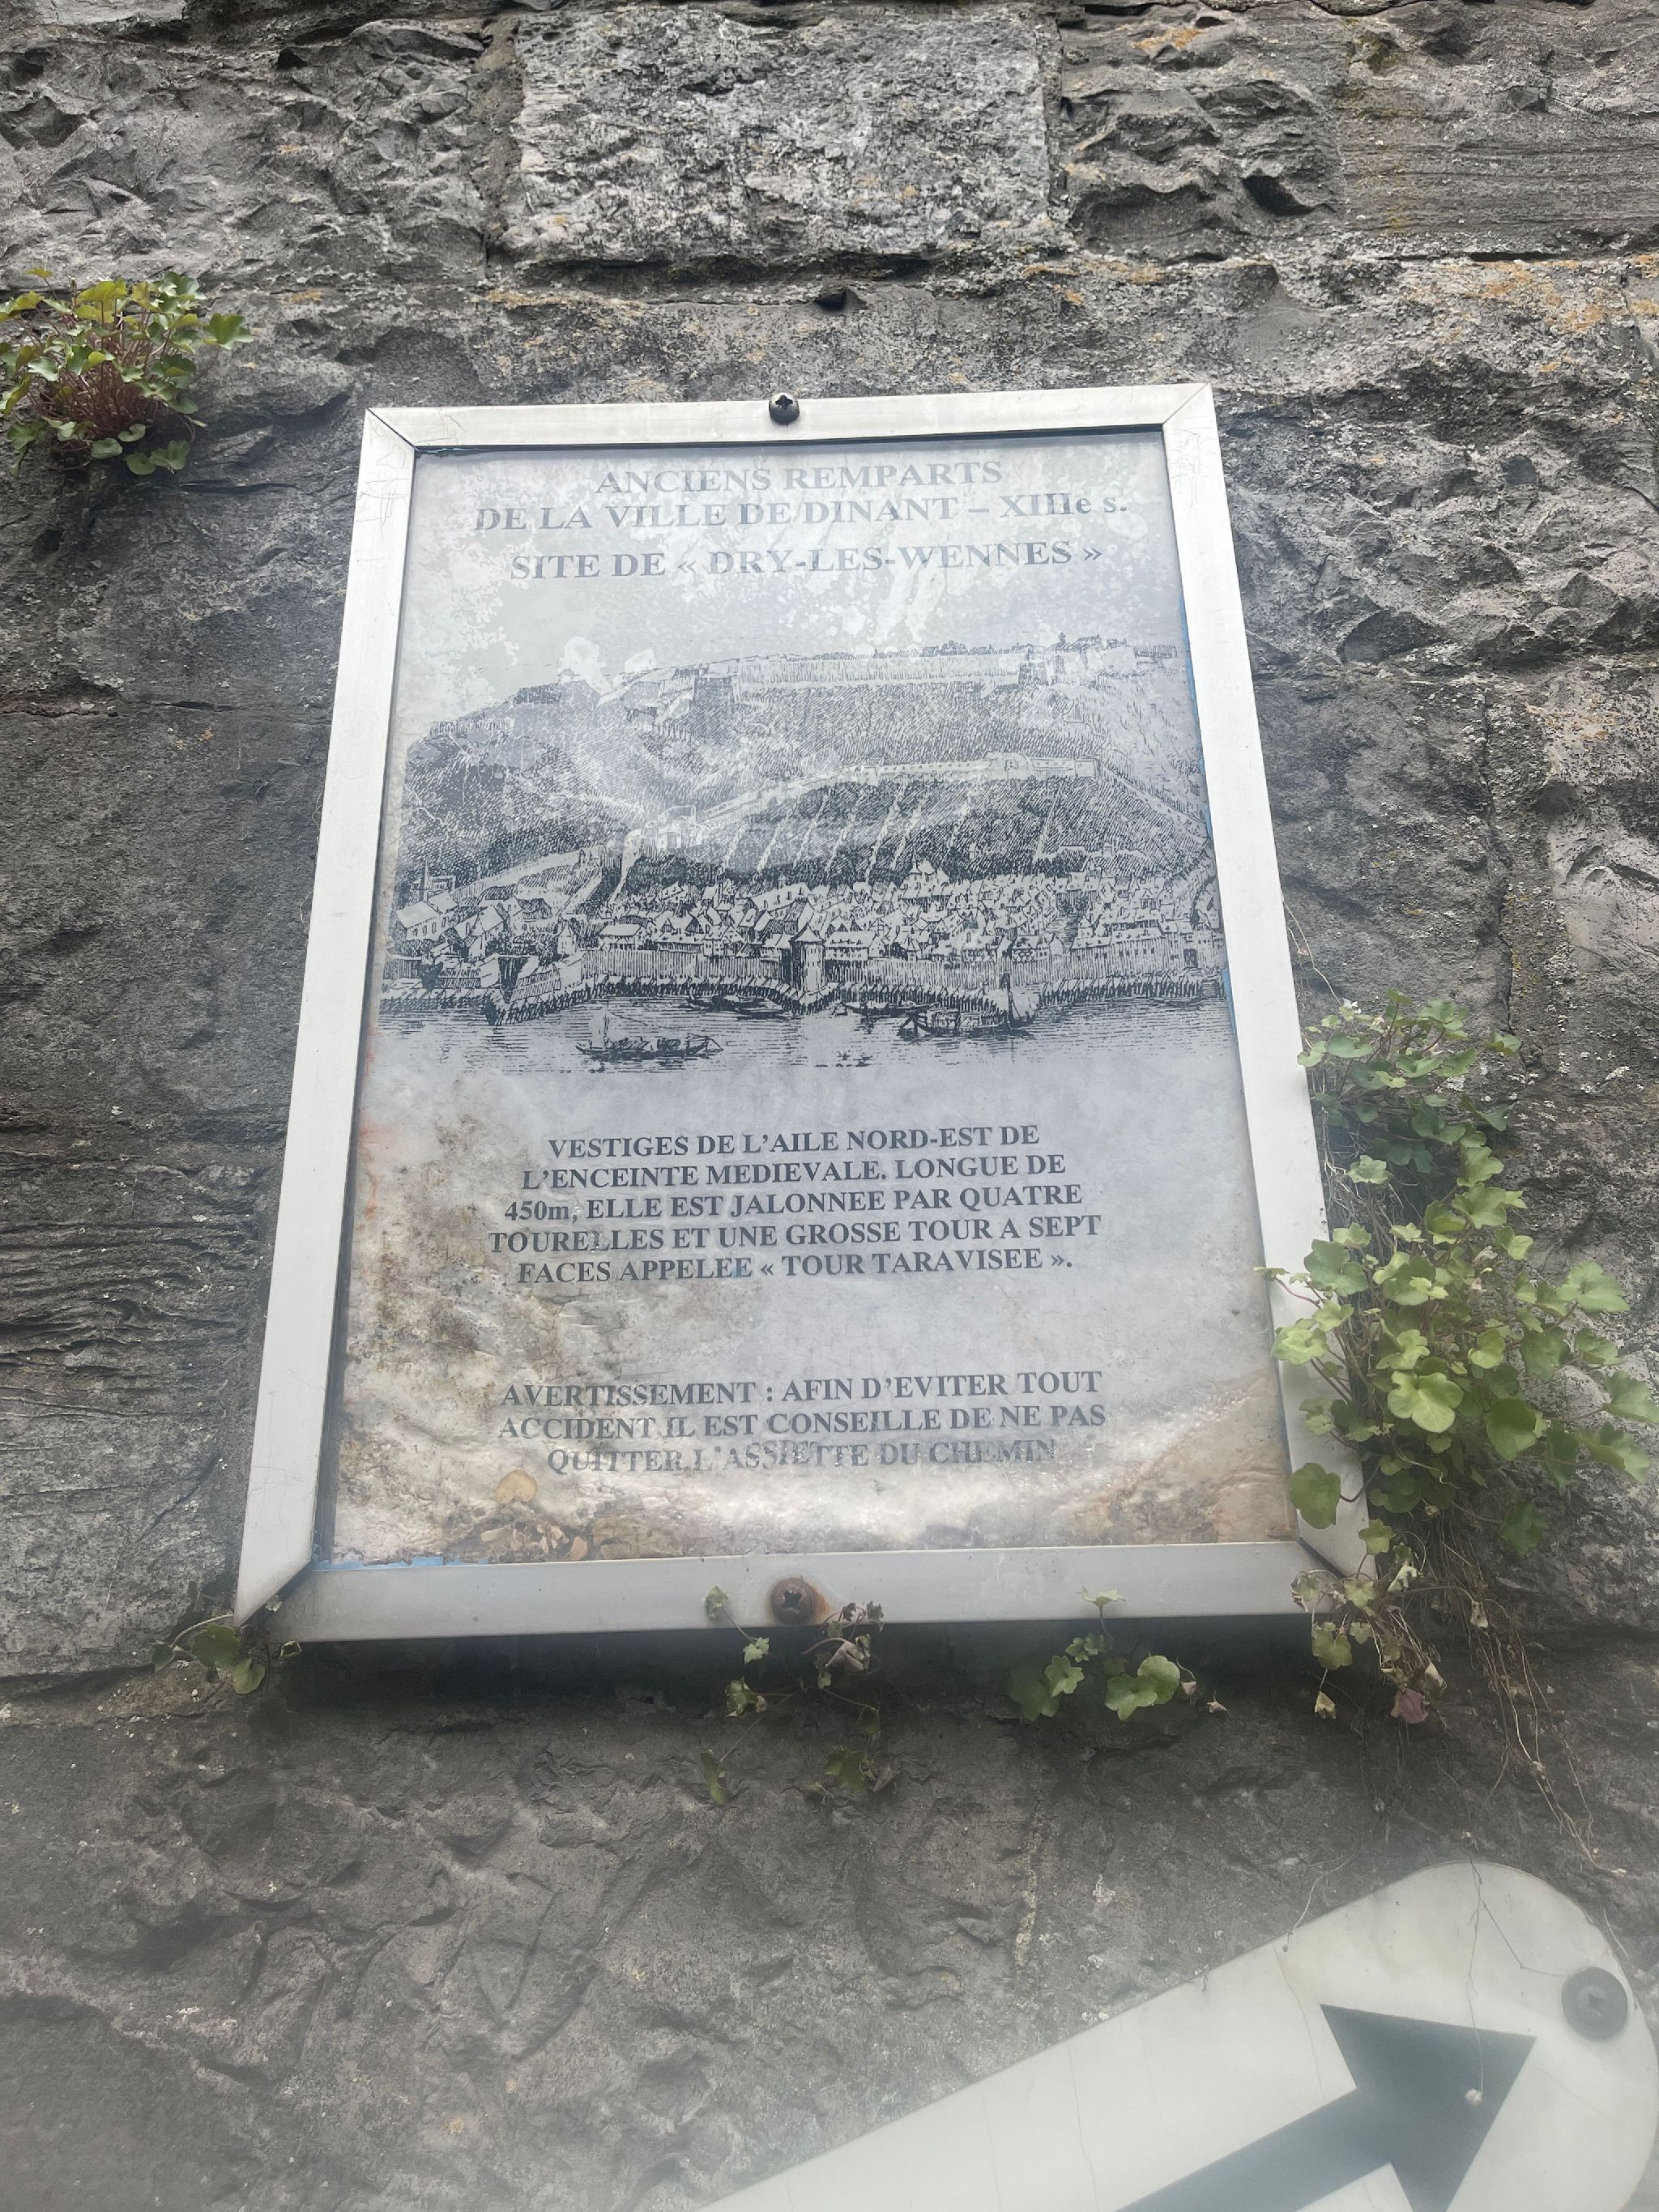 ANCIENS REMPARTS
DE LA VILLE DE DINANT – XIIIe s.
SITE DE « DRY-LES-WENNES »
VESTIGES DE L'AILE NORD-EST DE
L'ENCEINTE MEDIEVALE. LONGUE DE
450m, ELLE EST JALONNEE PAR QUATRE
TOURELLES ET UNE GROSSE TOUR A SEPT
FACES APPELEE « TOUR TARAVISEE ».
AVERTISSEMENT : AFIN D'EVITER TOUT
ACCIDENT IL EST CONSEILLE DE NE PAS
QUITTER L'ASSIETTE DU CHEMIN